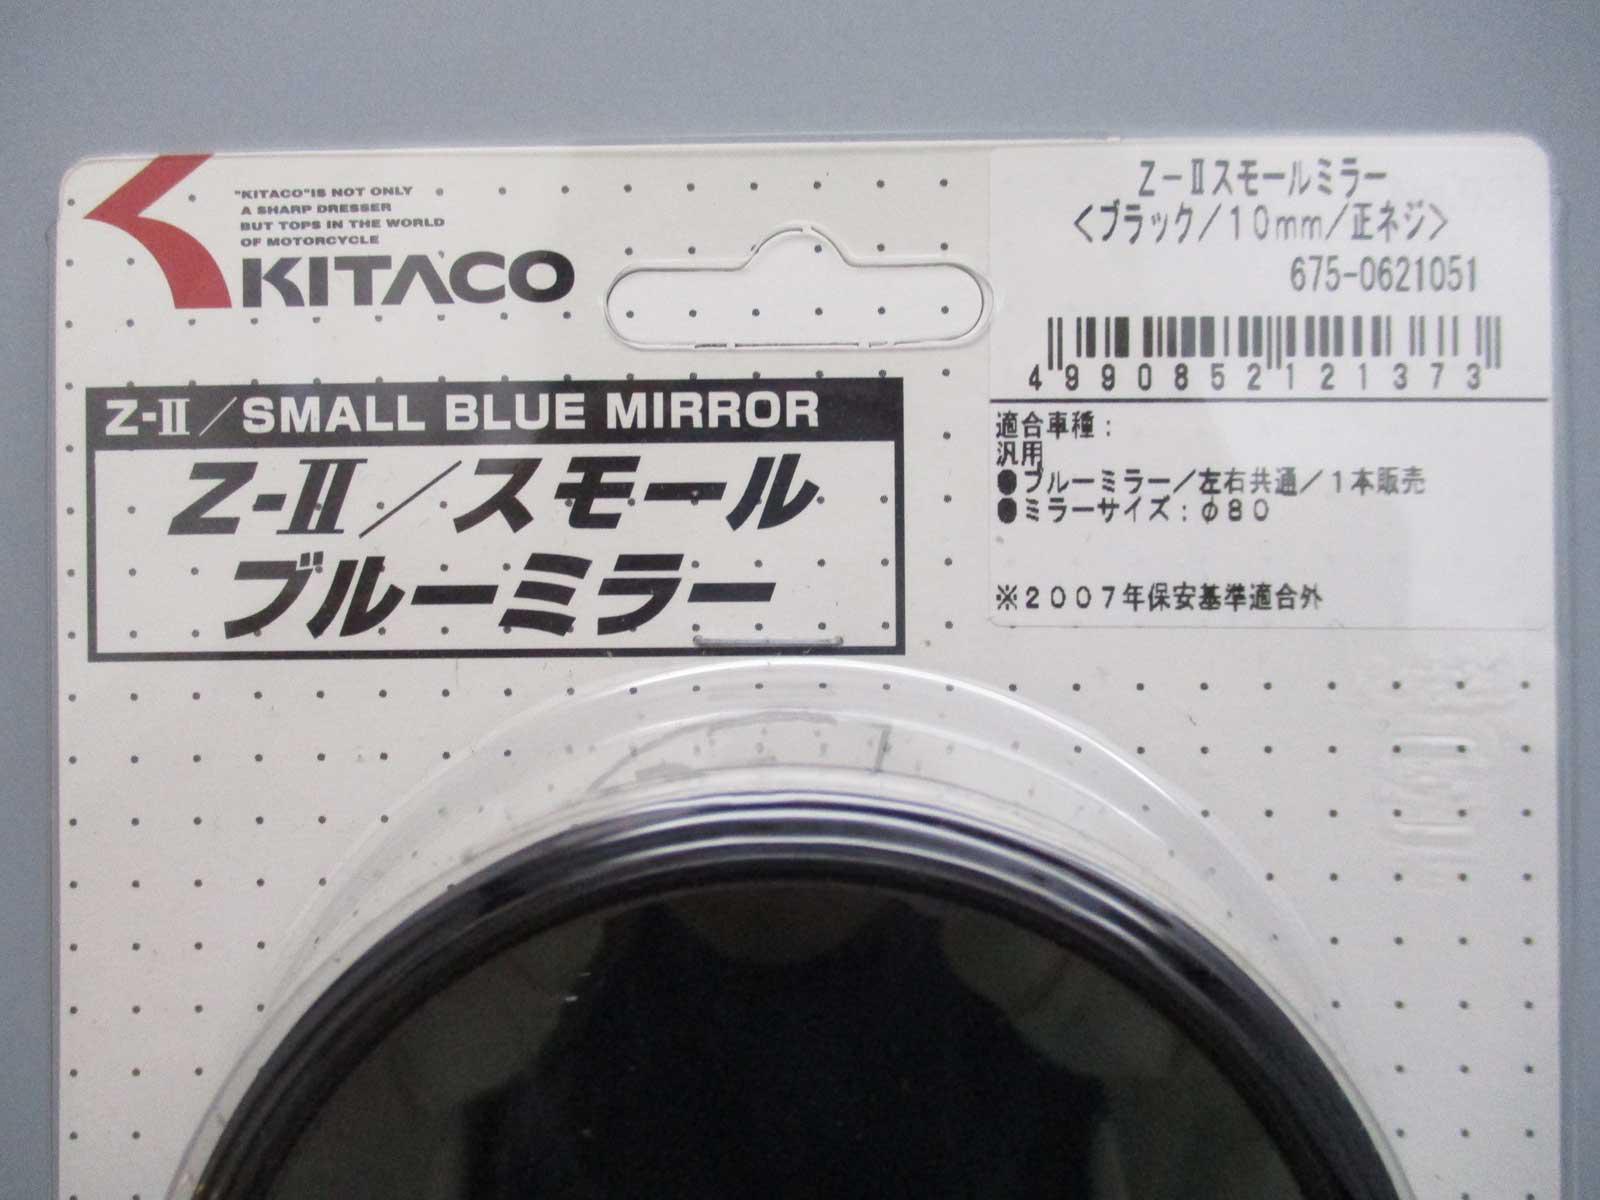 "KITACO"IS NOT ONLY
A SHARP DRESSER
BUT TOPS IN THE WORLD
OF MOTORCYCLE
KITACO
Z-Ⅱスモールミラー
<ブラック/10mm/正ネジ>
675-0621051
4990852121373
適合車種:
汎用
●ブルーミラー/左右共通/1本販売
●ミラーサイズ:φ80
※2007年保安基準適合外
Z-Ⅱ/SMALL BLUE MIRROR
Z-Ⅱ/スモール
ブルーミラー